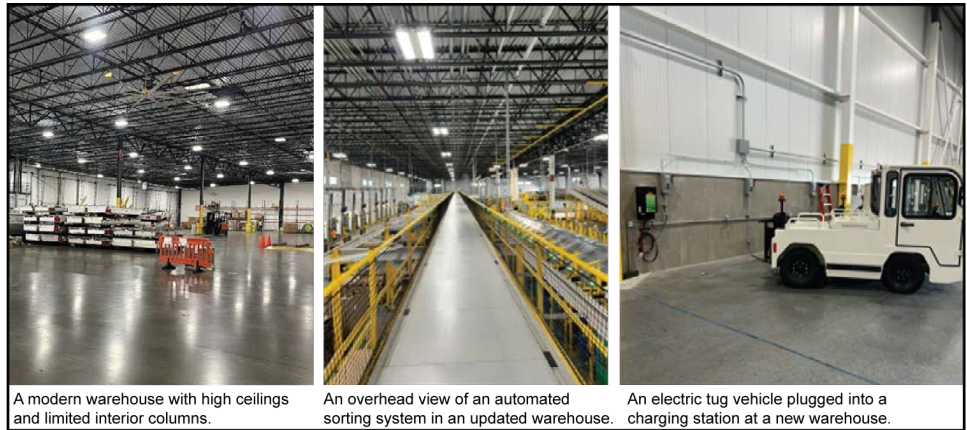 A modern warehouse with high ceilings
and limited interior columns.
An overhead view of an automated
sorting system in an updated warehouse.
An electric tug vehicle plugged into a
charging station at a new warehouse.